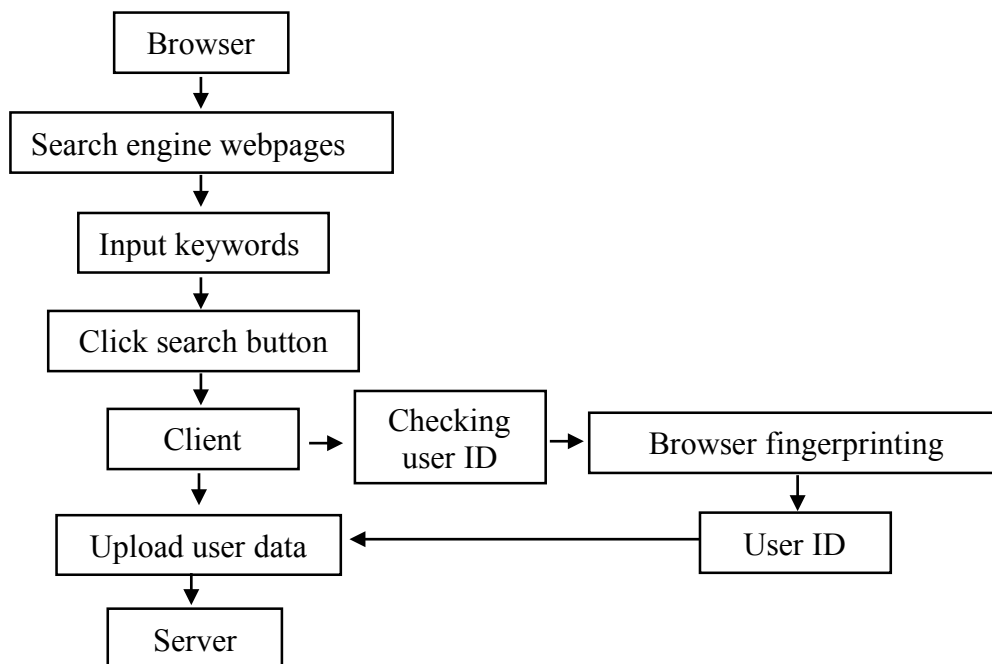 Browser
Search engine webpages
Input keywords
Click search button
Client
Checking
user ID
Browser fingerprinting
Upload user data
User ID
Server